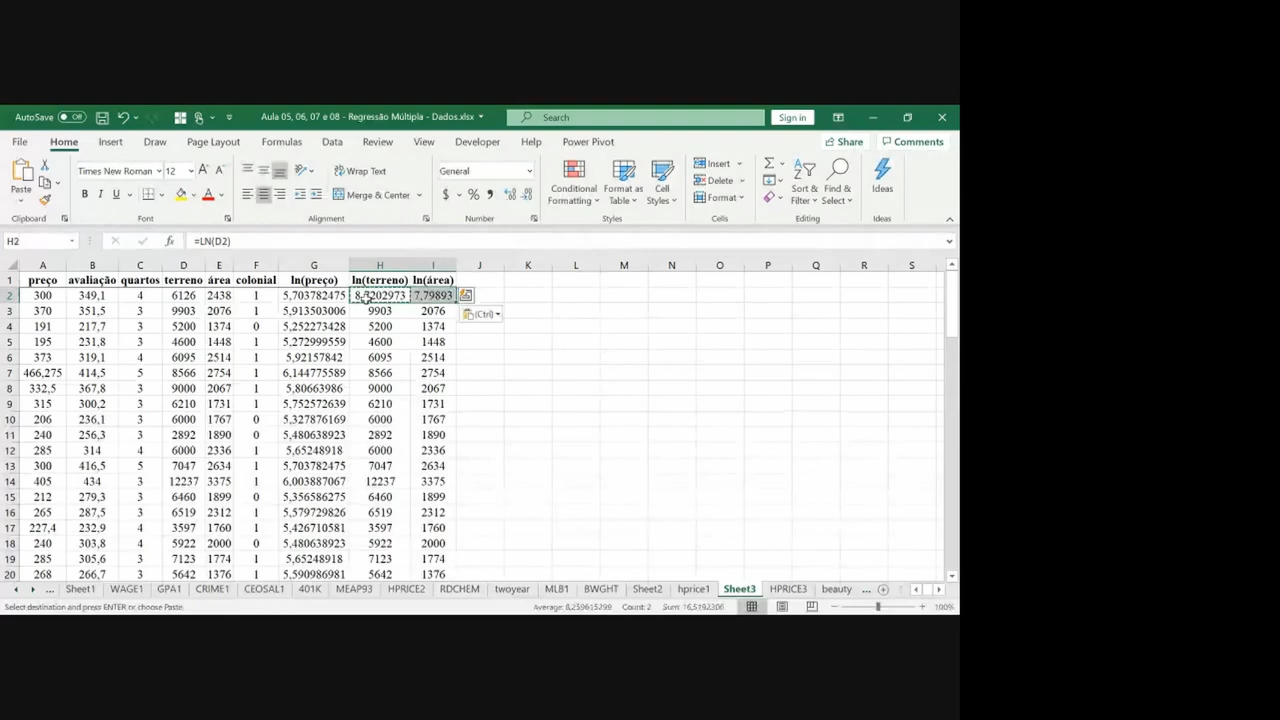 AutoSave Off Aula 05, 06, 07 e 08 - Regressão Múltipla - Dados.xlsx Search Sign in
File Home Insert Draw Page Layout Formulas Data Review View Developer Help Power Pivot Share Comments
Paste Times New Roman 12 A A Wrap Text General Conditional Formatting Format as Table Cell Styles Insert Delete Format Sort & Filter Find & Select Ideas
B I U A Merge & Center $ % 9
Clipboard Font Alignment Number Styles Cells Editing Ideas
H2 fx =LN(D2)
A B C D E F G H I J K L M N O P Q R S
1 preço avaliação quartos terreno área colonial ln(preço) ln(terreno) ln(área)
2 300 349,1 4 6126 2438 1 5,703782475 7,79893
3 370 351,5 3 9903 2076 1 5,913503006 9903 2076 (Ctrl)
4 191 217,7 3 5200 1374 0 5,252273428 5200 1374
5 195 231,8 3 4600 1448 1 5,272999559 4600 1448
6 373 319,1 4 6095 2514 1 5,92157842 6095 2514
7 466,275 414,5 5 8566 2754 1 6,144775589 8566 2754
8 332,5 367,8 3 9000 2067 1 5,80663986 9000 2067
9 315 300,2 3 6210 1731 1 5,752572639 6210 1731
10 206 236,1 3 6000 1767 0 5,327876169 6000 1767
11 240 256,3 3 2892 1890 0 5,480638923 2892 1890
12 285 314 4 6000 2336 1 5,65248918 6000 2336
13 300 416,5 5 7047 2634 1 5,703782475 7047 2634
14 405 434 3 12237 3375 1 6,003887067 12237 3375
15 212 279,3 3 6460 1899 0 5,356586275 6460 1899
16 265 287,5 3 6519 2312 1 5,579729826 6519 2312
17 227,4 232,9 4 3597 1760 1 5,426710581 3597 1760
18 240 303,8 4 5922 2000 0 5,480638923 5922 2000
19 285 305,6 3 7123 1774 1 5,65248918 7123 1774
20 268 266,7 3 5642 1376 1 5,590986981 5642 1376
... Sheet1 WAGE1 GPA1 CRIME1 CEOSAL1 401K MEAP93 HPRICE2 RDCHEM twoyear MLB1 BWGHT Sheet2 hprice1 Sheet3 HPRICE3 beauty ...
Select destination and press ENTER or choose Paste Average: 8,259615299 Count: 2 Sum: 16,5192306 100%